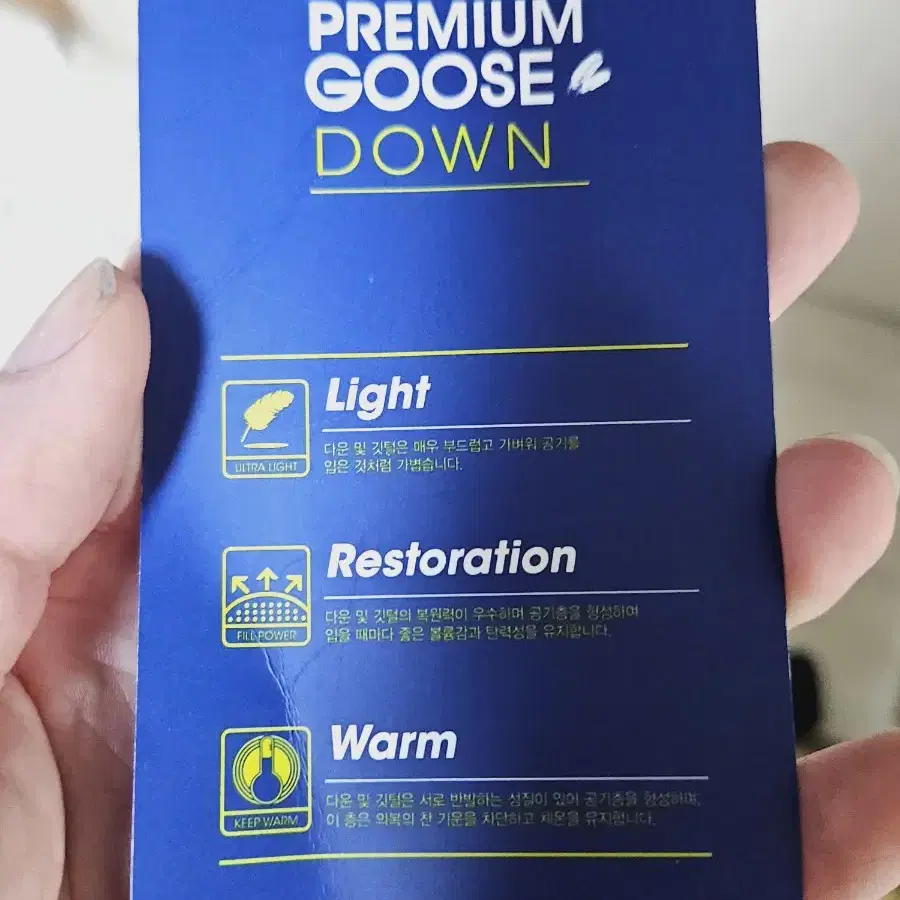 PREMIUM
GOOSE
DOWN
Light
ULTRA LIGHT
다운 및 깃털은 매우 부드럽고 가벼워 공기를
입은 것처럼 가볍습니다.
Restoration
FILL POWER
다운 및 깃털의 복원력이 우수하며 공기층을 형성하여
입을 때마다 좋은 볼륨감과 탄력성을 유지합니다.
Warm
KEEP WARM
다운 및 깃털은 서로 반발하는 성질이 있어 공기층을 형성하며,
이 층은 외복의 찬 기운을 차단하고 체온을 유지합니다.